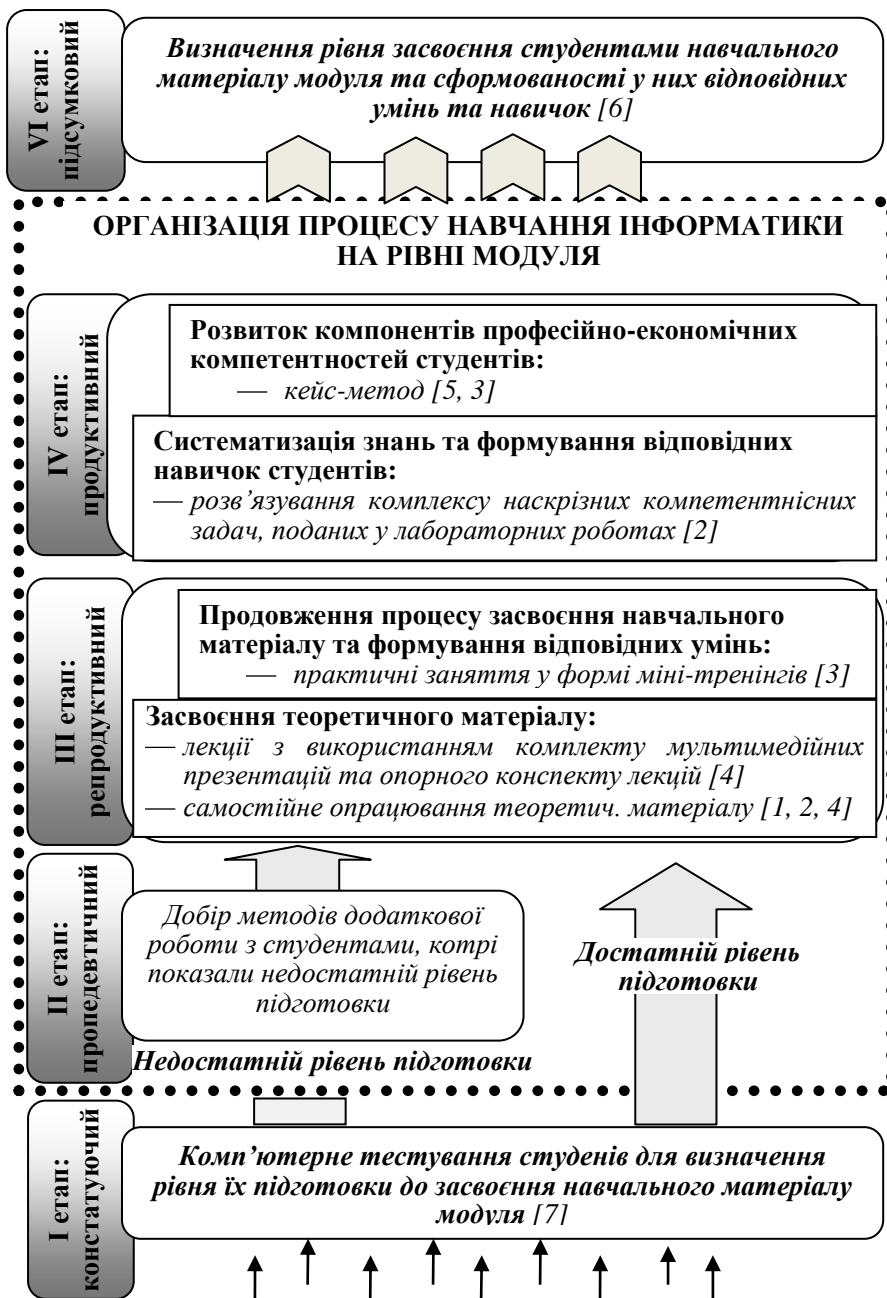 VI етап:
підсумковий
Визначення рівня засвоєння студентами навчального
матеріалу модуля та сформованості у них відповідних
умінь та навичок [6]
ОРГАНІЗАЦІЯ ПРОЦЕСУ НАВЧАННЯ ІНФОРМАТИКИ
НА РІВНІ МОДУЛЯ
IV етап:
продуктивний
Розвиток компонентів професійно-економічних
компетентностей студентів:
— кейс-метод [5, 3]
Систематизація знань та формування відповідних
навичок студентів:
— розв’язування комплексу наскрізних компетентнісних
задач, поданих у лабораторних роботах [2]
III етап:
репродуктивний
Продовження процесу засвоєння навчального
матеріалу та формування відповідних умінь:
— практичні заняття у формі міні-тренінгів [3]
Засвоєння теоретичного матеріалу:
— лекції з використанням комплекту мультимедійних
презентацій та опорного конспекту лекцій [4]
— самостійне опрацювання теоретич. матеріалу [1, 2, 4]
II етап:
пропедевтичний
Добір методів додаткової
роботи з студентами, котрі
показали недостатній рівень
підготовки
Достатній рівень
підготовки
Недостатній рівень підготовки
I етап:
констатуючий
Комп’ютерне тестування студенів для визначення
рівня їх підготовки до засвоєння навчального матеріалу
модуля [7]